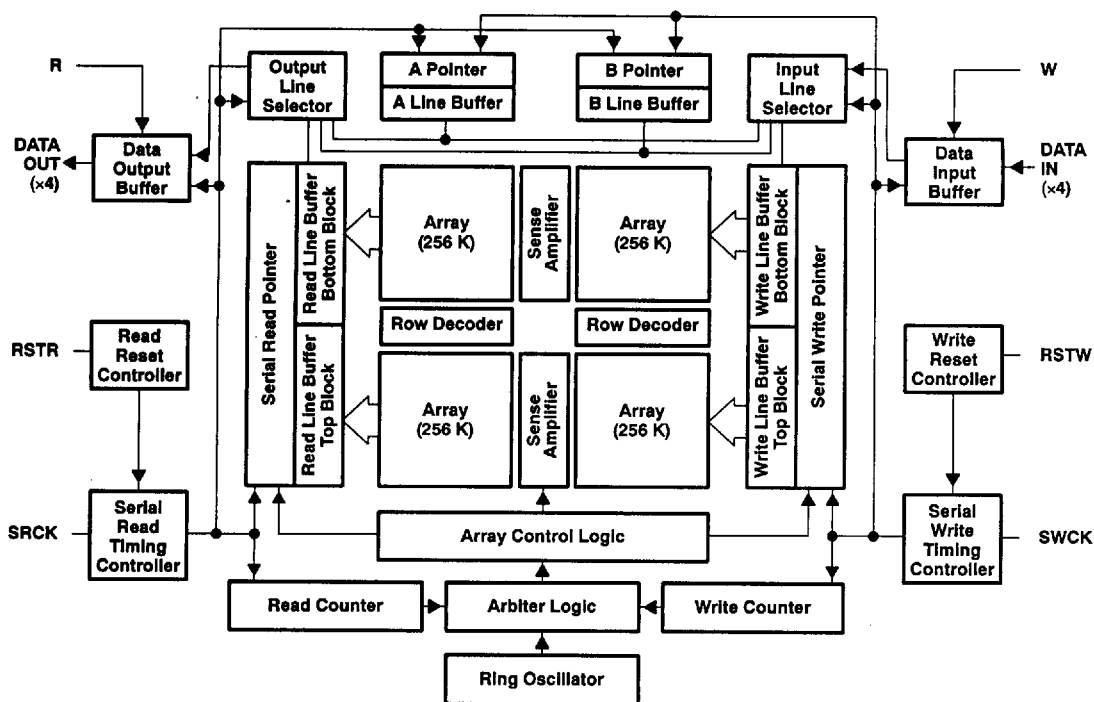 R
Output
Line
Selector
A Pointer
A Line Buffer
B Pointer
B Line Buffer
Input
Line
Selector
W
DATA
OUT
(×4)
Data
Output
Buffer
Data
Input
Buffer
DATA
IN
(×4)
Serial Read Pointer
Read Line Buffer
Bottom Block
Array
(256 K)
Sense
Amplifier
Array
(256 K)
Write Line Buffer
Bottom Block
Serial Write Pointer
Row Decoder
Row Decoder
RSTR
Read
Reset
Controller
Write
Reset
Controller
RSTW
Read Line Buffer
Top Block
Array
(256 K)
Sense
Amplifier
Array
(256 K)
Write Line Buffer
Top Block
SRCK
Serial
Read
Timing
Controller
Array Control Logic
Serial
Write
Timing
Controller
SWCK
Read Counter
Arbiter Logic
Write Counter
Ring Oscillator